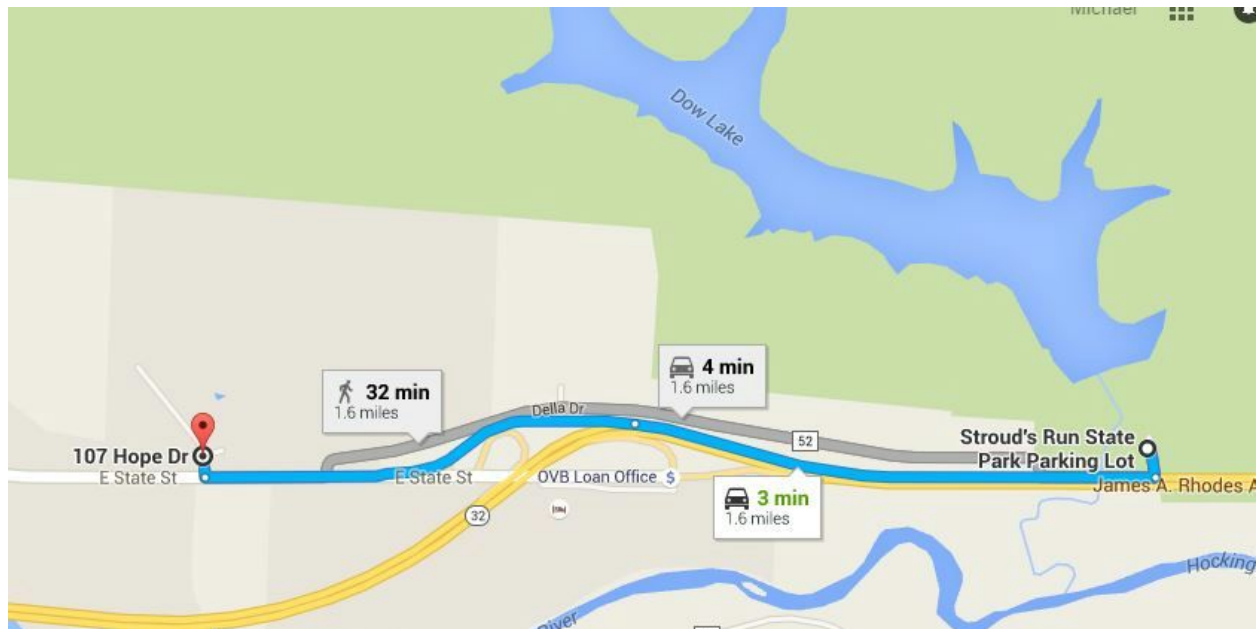 Michael
Dow Lake
4 min
1.6 miles
32 min
1.6 miles
Della Dr
52
107 Hope Dr
E State St
E State St
OVB Loan Office $
Stroud's Run State
Park Parking Lot
James A. Rhodes A
3 min
1.6 miles
32
Hocking
River